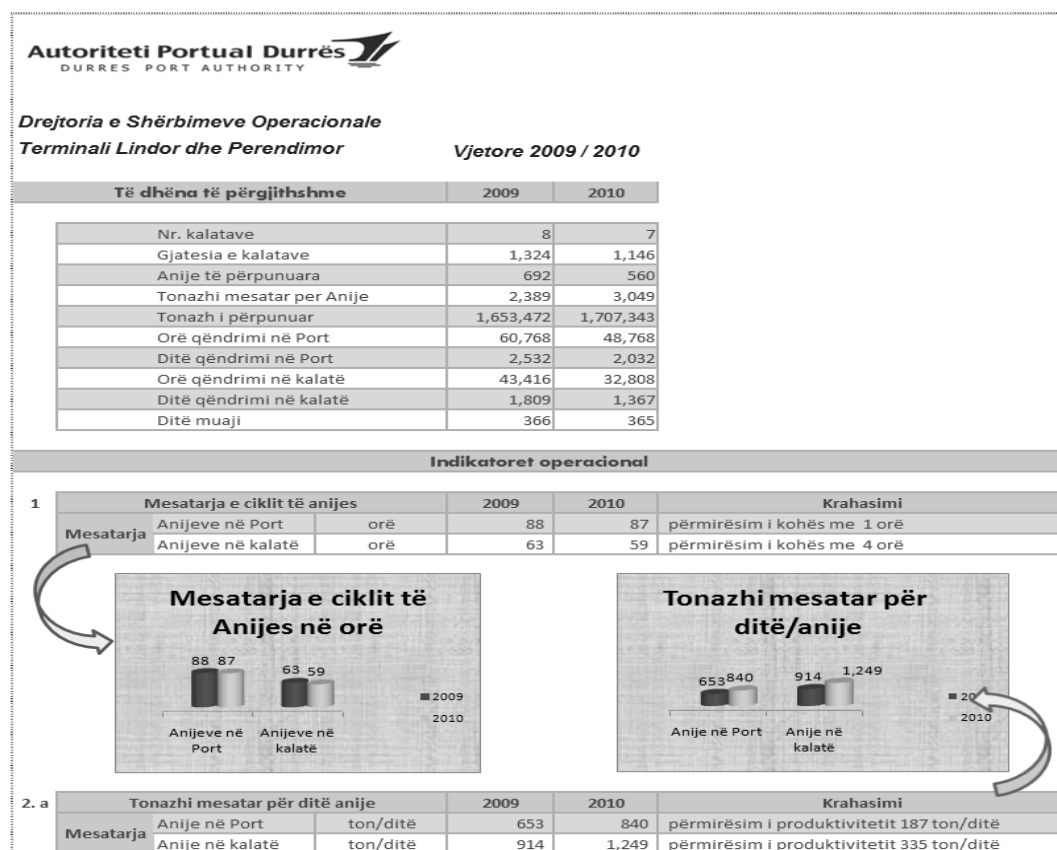 Autoriteti Portual Durrës
DURRES PORT AUTHORITY
Drejtoria e Shërbimeve Operacionale
Terminali Lindor dhe Perendimor Vjetore 2009 / 2010
Të dhëna të përgjithshme 2009 2010
Nr. kalatave 8 7
Gjatesia e kalatave 1,324 1,146
Anije të përpunuara 692 560
Tonazhi mesatar per Anije 2,389 3,049
Tonazh i përpunuar 1,653,472 1,707,343
Orë qëndrimi në Port 60,768 48,768
Ditë qëndrimi në Port 2,532 2,032
Orë qëndrimi në kalatë 43,416 32,808
Ditë qëndrimi në kalatë 1,809 1,367
Ditë muaji 366 365
Indikatoret operacional
1 Mesatarja e ciklit të anijes 2009 2010 Krahasimi
Mesatarja
Anijeve në Port orë 88 87 përmirësim i kohës me 1 orë
Anijeve në kalatë orë 63 59 përmirësim i kohës me 4 orë
Mesatarja e ciklit të
Anijes në orë
88 87
63 59
2009
2010
Anijeve në
Port
Anijeve në
kalatë
Tonazhi mesatar për
ditë/anije
653 840
914 1,249
2010
Anije në Port
Anije në
kalatë
2. a Tonazhi mesatar për ditë anije 2009 2010 Krahasimi
Mesatarja
Anije në Port ton/ditë 653 840 përmirësim i produktivitetit 187 ton/ditë
Anije në kalatë ton/ditë 914 1,249 përmirësim i produktivitetit 335 ton/ditë